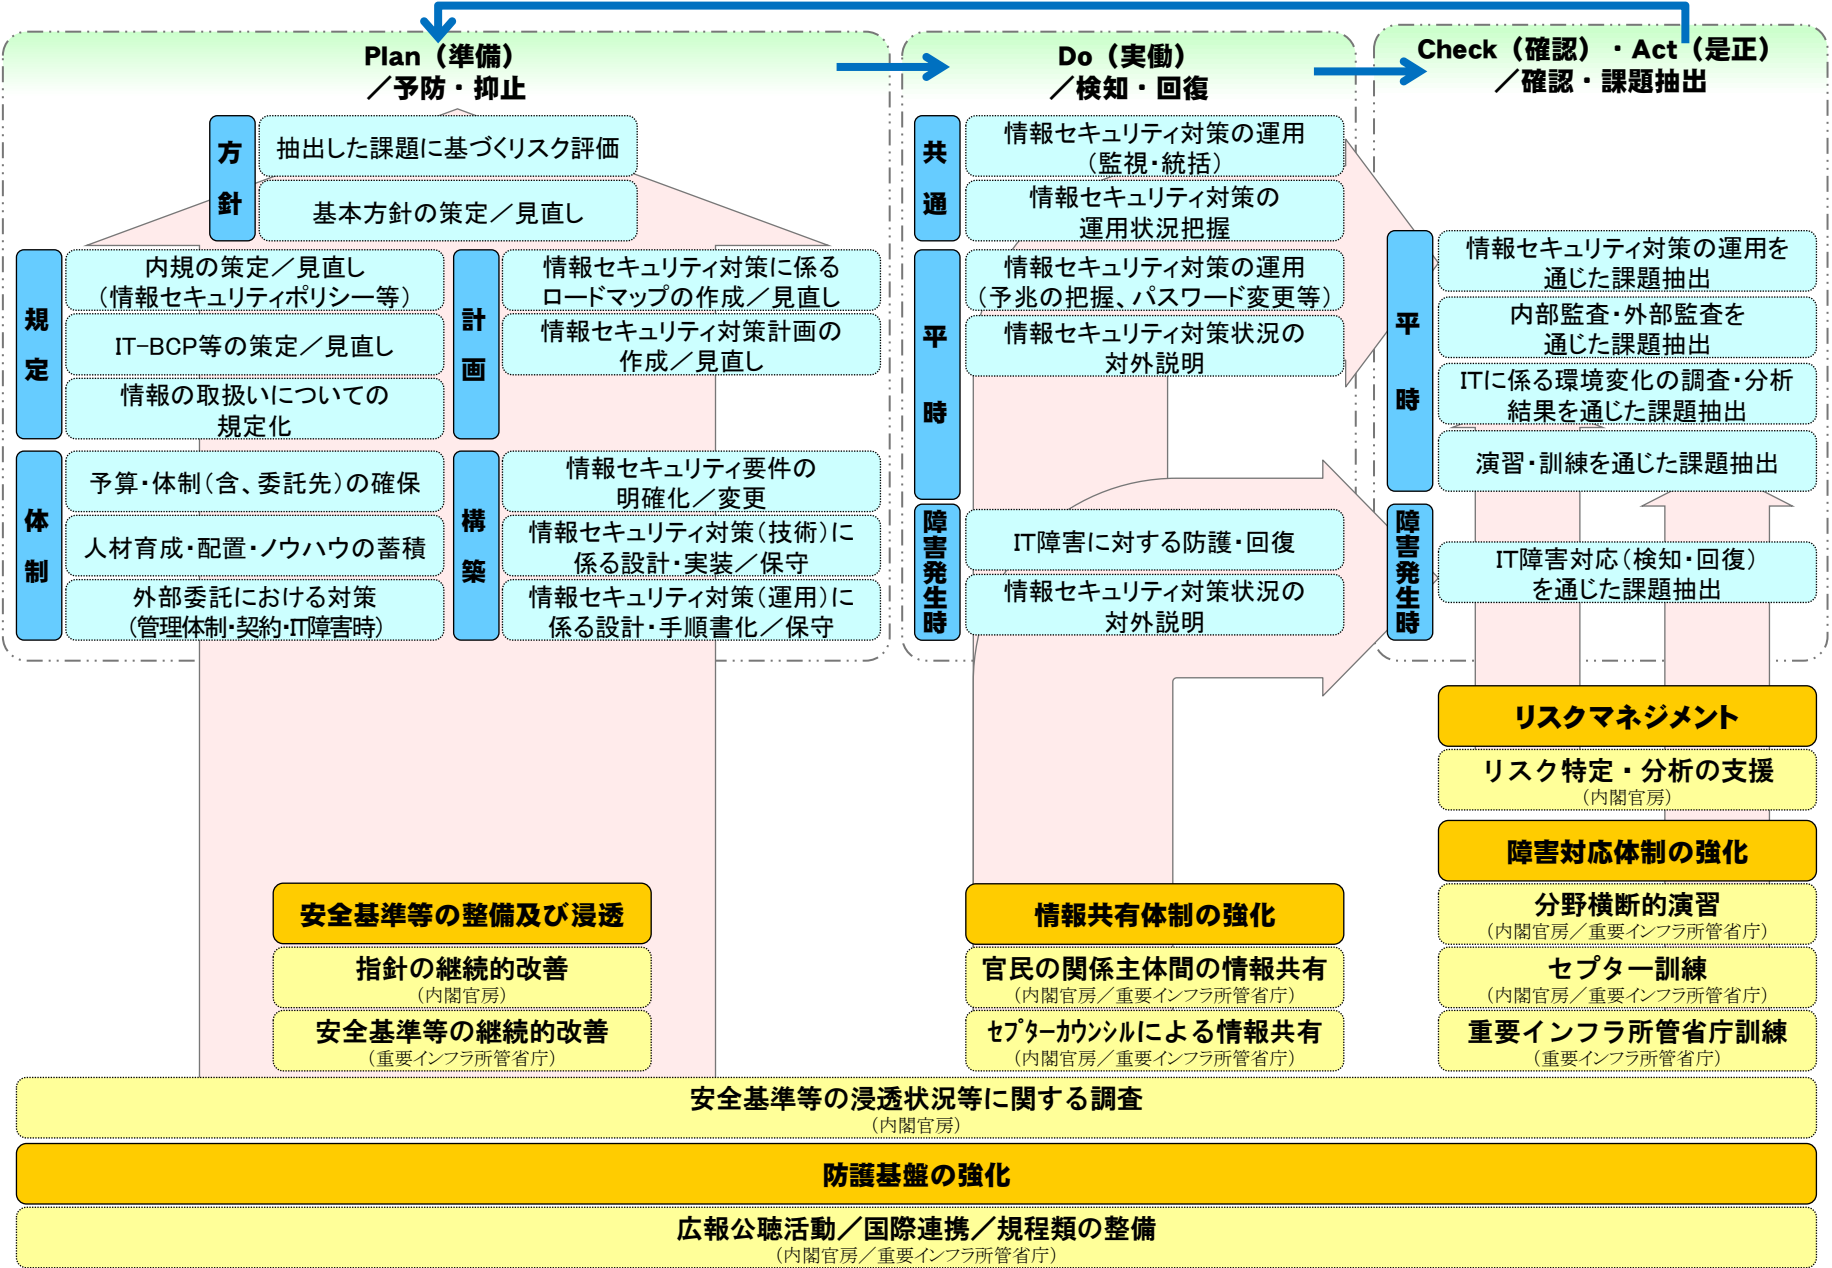 Plan（準備）
／予防・抑止
方針
抽出した課題に基づくリスク評価
基本方針の策定／見直し
規定
内規の策定／見直し
（情報セキュリティポリシー等）
IT-BCP等の策定／見直し
情報の取扱いについての
規定化
計画
情報セキュリティ対策に係る
ロードマップの作成／見直し
情報セキュリティ対策計画の
作成／見直し
体制
予算・体制（含、委託先）の確保
人材育成・配置・ノウハウの蓄積
外部委託における対策
（管理体制・契約・IT障害時）
構築
情報セキュリティ要件の
明確化／変更
情報セキュリティ対策（技術）に
係る設計・実装／保守
情報セキュリティ対策（運用）に
係る設計・手順書化／保守
Do（実働）
／検知・回復
共通
情報セキュリティ対策の運用
（監視・統括）
情報セキュリティ対策の
運用状況把握
平時
情報セキュリティ対策の運用
（予兆の把握、パスワード変更等）
情報セキュリティ対策状況の
対外説明
障害発生時
IT障害に対する防護・回復
情報セキュリティ対策状況の
対外説明
Check（確認）・Act（是正）
／確認・課題抽出
平時
情報セキュリティ対策の運用を
通じた課題抽出
内部監査・外部監査を
通じた課題抽出
ITに係る環境変化の調査・分析
結果を通じた課題抽出
演習・訓練を通じた課題抽出
障害発生時
IT障害対応（検知・回復）
を通じた課題抽出
安全基準等の整備及び浸透
指針の継続的改善
（内閣官房）
安全基準等の継続的改善
（重要インフラ所管省庁）
情報共有体制の強化
官民の関係主体間の情報共有
（内閣官房／重要インフラ所管省庁）
ｾﾌﾟﾀｰｶｳﾝｼﾙによる情報共有
（内閣官房／重要インフラ所管省庁）
リスクマネジメント
リスク特定・分析の支援
（内閣官房）
障害対応体制の強化
分野横断的演習
（内閣官房／重要インフラ所管省庁）
セプター訓練
（内閣官房／重要インフラ所管省庁）
重要インフラ所管省庁訓練
（重要インフラ所管省庁）
安全基準等の浸透状況等に関する調査
（内閣官房）
防護基盤の強化
広報公聴活動／国際連携／規程類の整備
（内閣官房／重要インフラ所管省庁）